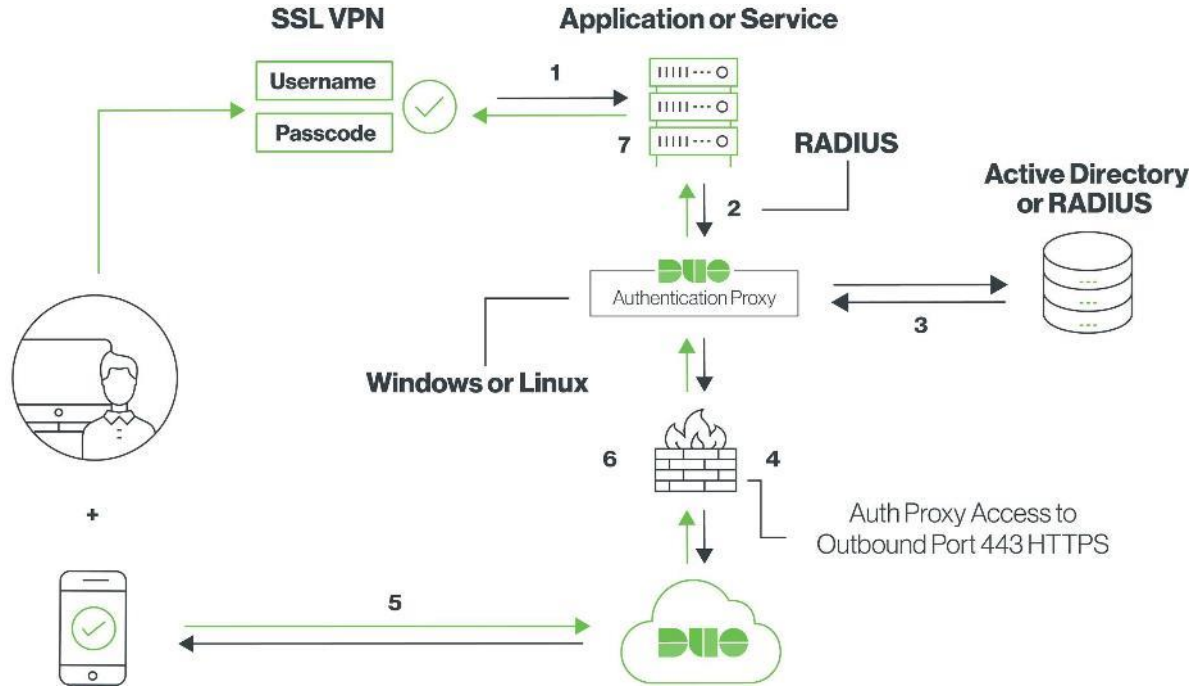 SSL VPN
Application or Service
Username
Passcode
1
7
RADIUS
2
Active Directory
or RADIUS
DUO
Authentication Proxy
3
Windows or Linux
6
4
+
Auth Proxy Access to
Outbound Port 443 HTTPS
5
DUO